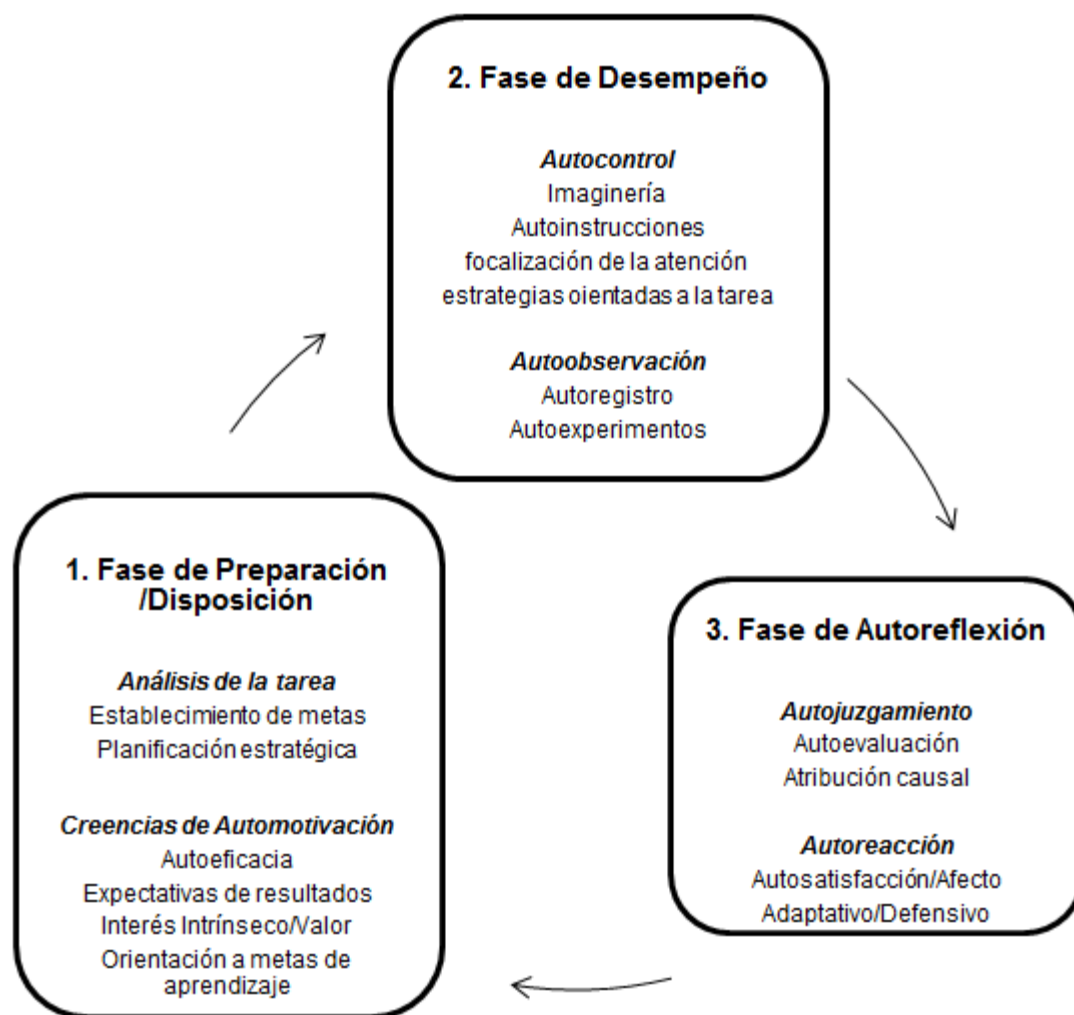 2. Fase de Desempeño
Autocontrol
Imaginería
Autoinstrucciones
focalización de la atención
estrategias oientadas a la tarea
Autoobservación
Autoregistro
Autoexperimentos
1. Fase de Preparación
/Disposición
Análisis de la tarea
Establecimiento de metas
Planificación estratégica
Creencias de Automotivación
Autoeficacia
Expectativas de resultados
Interés Intrínseco/Valor
Orientación a metas de
aprendizaje
3. Fase de Autoreflexión
Autojuzgamiento
Autoevaluación
Atribución causal
Autoreacción
Autosatisfacción/Afecto
Adaptativo/Defensivo